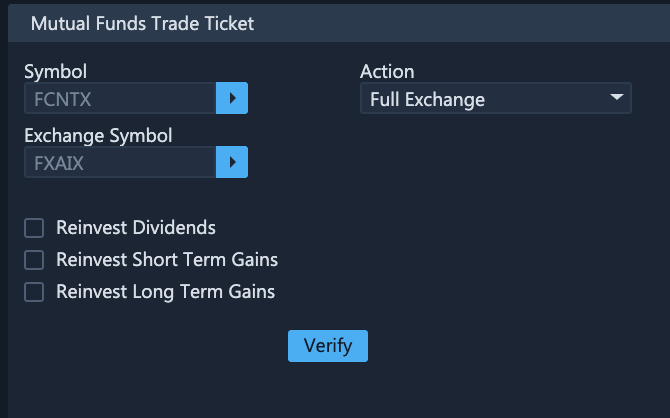 Mutual Funds Trade Ticket
Symbol
FCNTX
Action
Full Exchange
Exchange Symbol
FXAIX
Reinvest Dividends
Reinvest Short Term Gains
Reinvest Long Term Gains
Verify